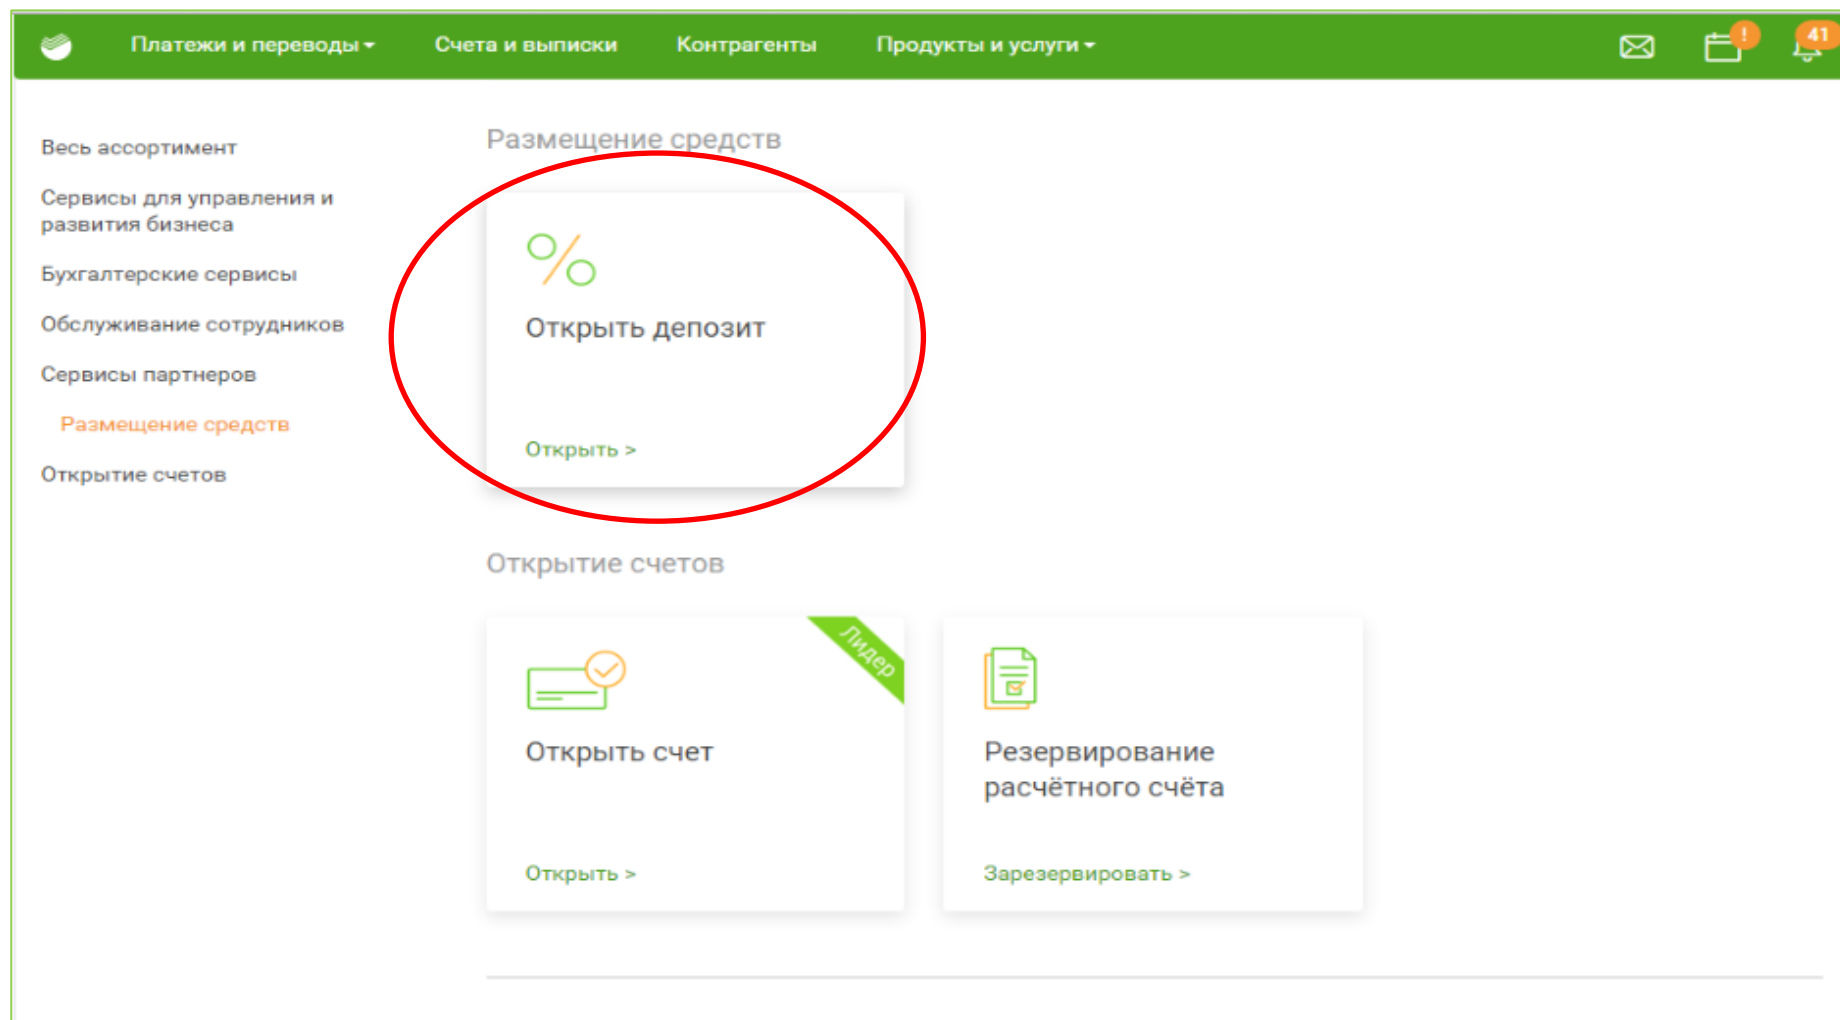 Платежи и переводы
Счета и выписки
Контрагенты
Продукты и услуги
!
41
Весь ассортимент
Сервисы для управления и
развития бизнеса
Бухгалтерские сервисы
Обслуживание сотрудников
Сервисы партнеров
Размещение средств
Открытие счетов
Размещение средств
%
Открыть депозит
Открыть >
Открытие счетов
Лидер
Открыть счет
Открыть >
Резервирование
расчётного счёта
Зарезервировать >